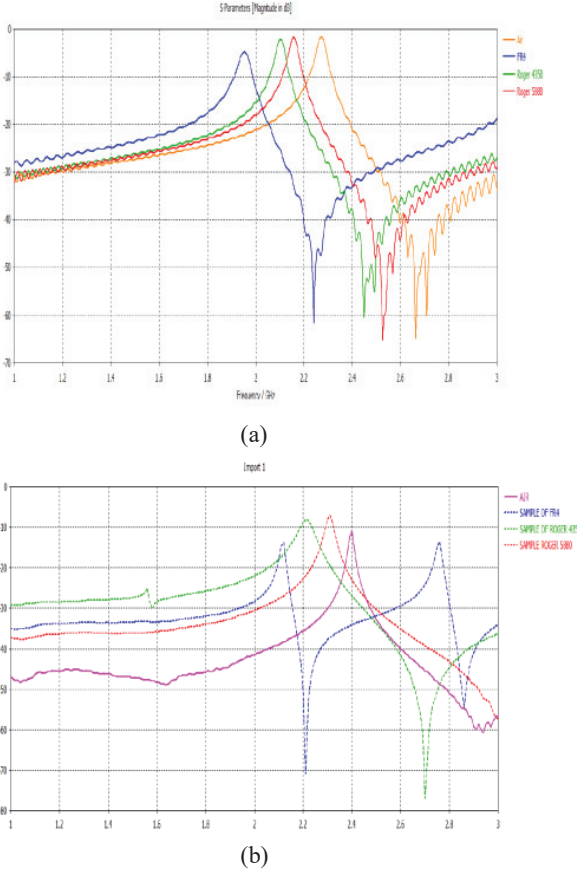 S-Parameters [Magnitude in dB]
0
-10
-20
-30
-40
-50
-60
-70
1 1.2 1.4 1.6 1.8 2 2.2 2.4 2.6 2.8 3
Frequency / GHz
Air
FR4
Roger 4350
Roger 5880
(a)
Import 1
0
-10
-20
-30
-40
-50
-60
-70
-80
1 1.2 1.4 1.6 1.8 2 2.2 2.4 2.6 2.8 3
AIR
SAMPLE OF FR4
SAMPLE OF ROGER 435
SAMPLE ROGER 5880
(b)